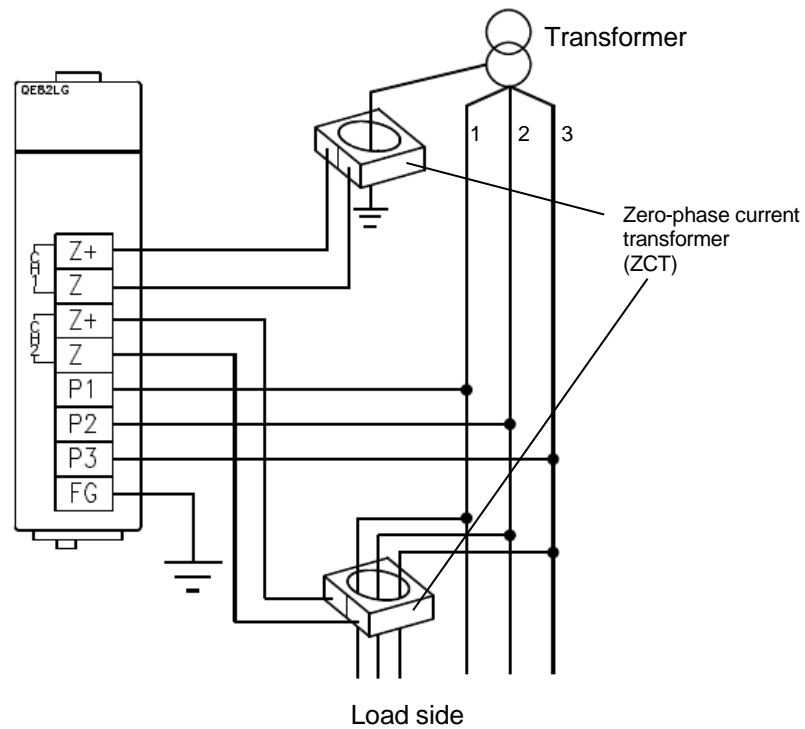 Transformer
QE82LG
1 2 3
Zero-phase current
transformer
(ZCT)
CH1
Z+
Z
CH2
Z+
Z
P1
P2
P3
FG
Load side